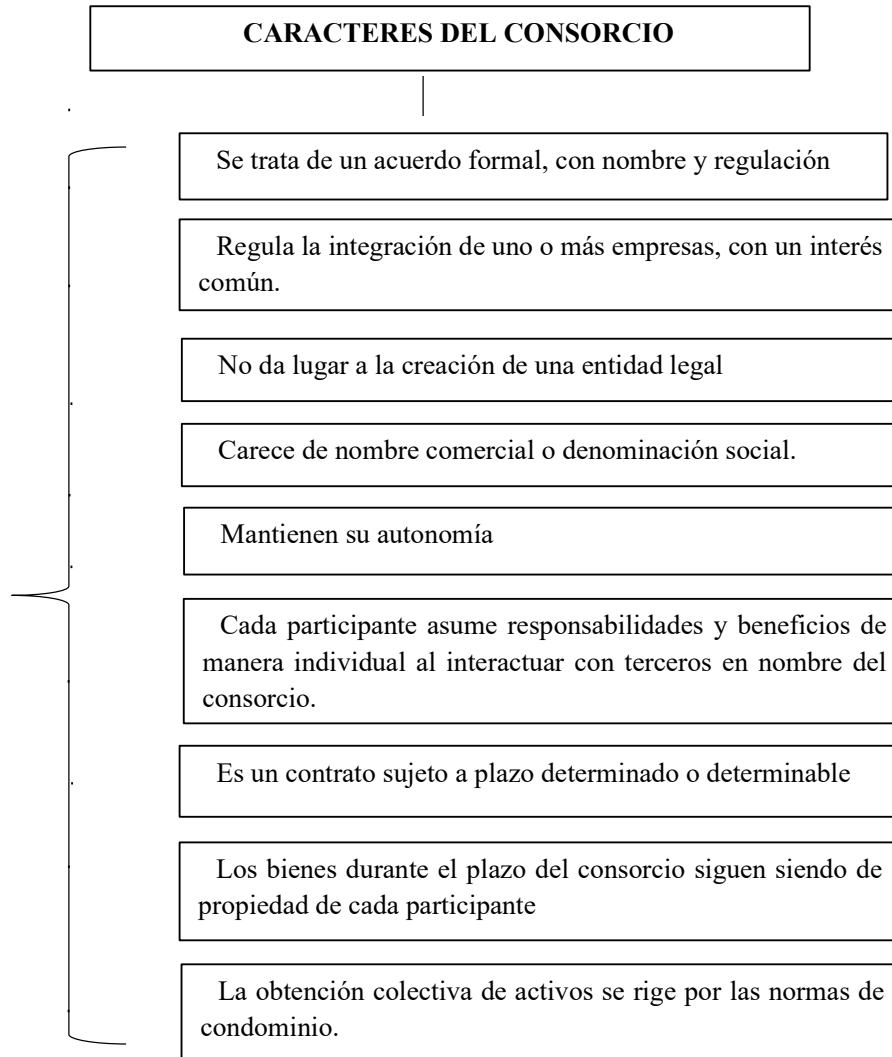 CARACTERES DEL CONSORCIO
Se trata de un acuerdo formal, con nombre y regulación
Regula la integración de uno o más empresas, con un interés
común.
No da lugar a la creación de una entidad legal
Carece de nombre comercial o denominación social.
Mantienen su autonomía
Cada participante asume responsabilidades y beneficios de
manera individual al interactuar con terceros en nombre del
consorcio.
Es un contrato sujeto a plazo determinado o determinable
Los bienes durante el plazo del consorcio siguen siendo de
propiedad de cada participante
La obtención colectiva de activos se rige por las normas de
condominio.